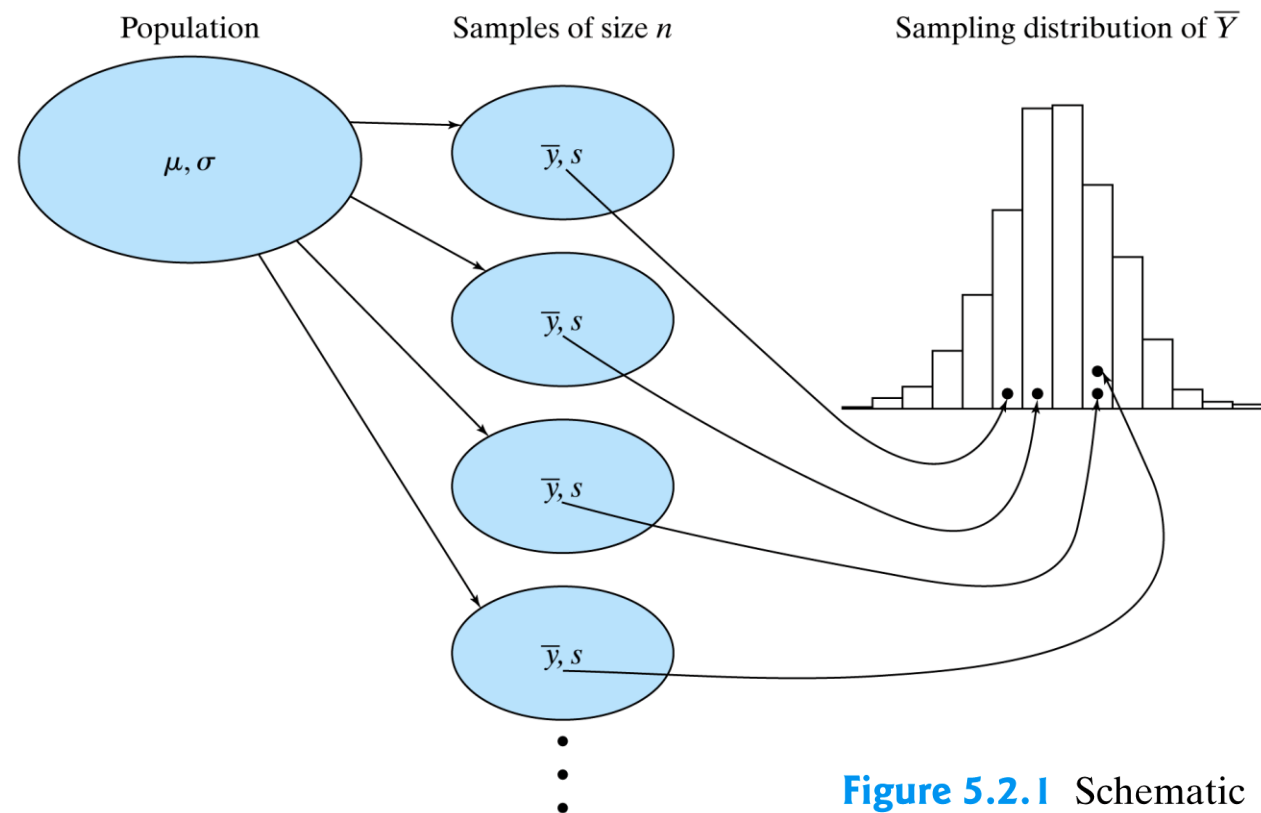 Population
Samples of size n
Sampling distribution of Y̅
μ, σ
y̅, s
y̅, s
y̅, s
y̅, s
Figure 5.2.1 Schematic